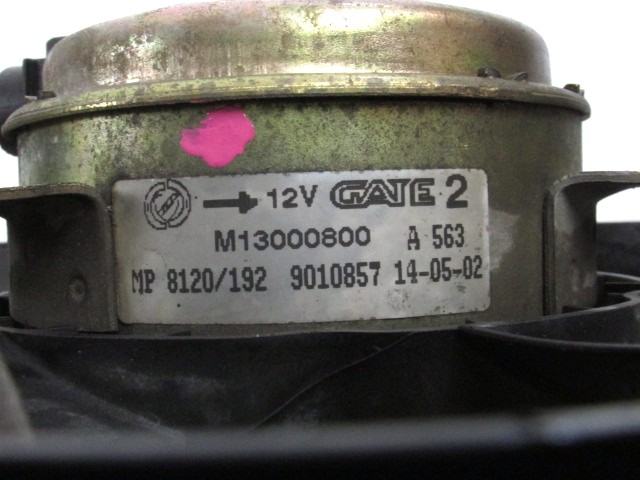 12V GATE 2
M13000800 A 563
MP 8120/192 9010857 14-05-02